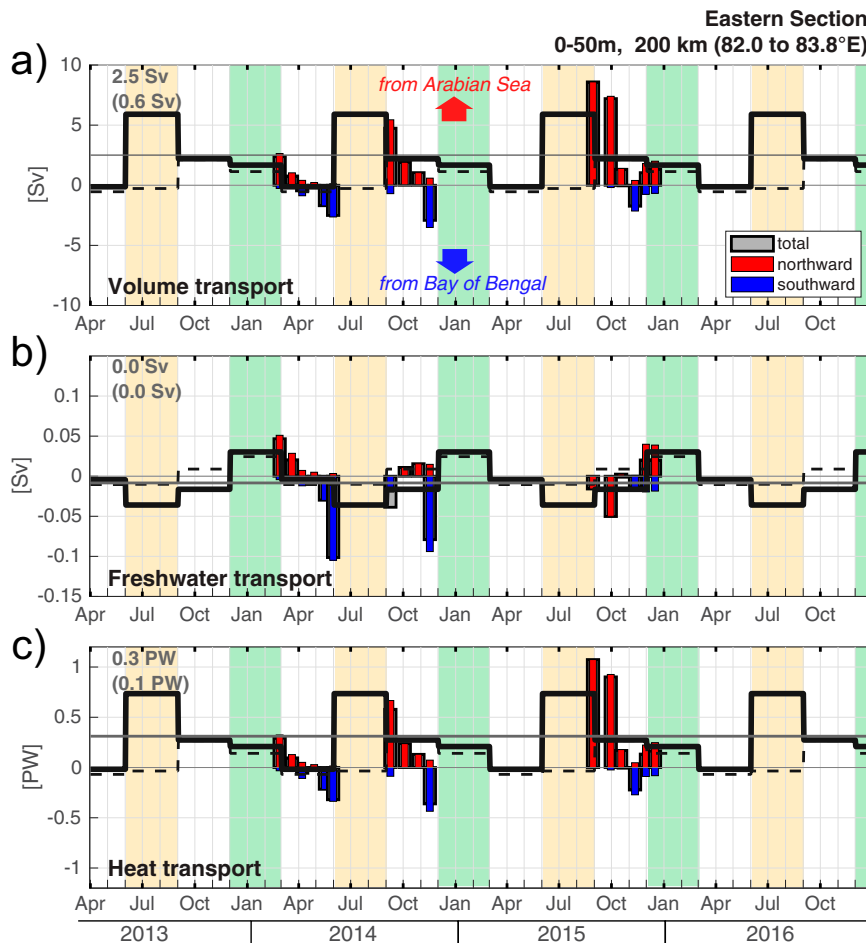 Eastern Section
0-50m, 200 km (82.0 to 83.8°E)
a)
10
5
0
-5
-10
[Sv]
2.5 Sv
(0.6 Sv)
from Arabian Sea
from Bay of Bengal
total
northward
southward
Volume transport
Apr Jul Oct Jan Apr Jul Oct Jan Apr Jul Oct Jan Apr Jul Oct
b)
0.1
0.05
0
-0.05
-0.1
-0.15
[Sv]
0.0 Sv
(0.0 Sv)
Freshwater transport
Apr Jul Oct Jan Apr Jul Oct Jan Apr Jul Oct Jan Apr Jul Oct
c)
1
0.5
0
-0.5
-1
[PW]
0.3 PW
(0.1 PW)
Heat transport
Apr Jul Oct Jan Apr Jul Oct Jan Apr Jul Oct Jan Apr Jul Oct
2013 2014 2015 2016